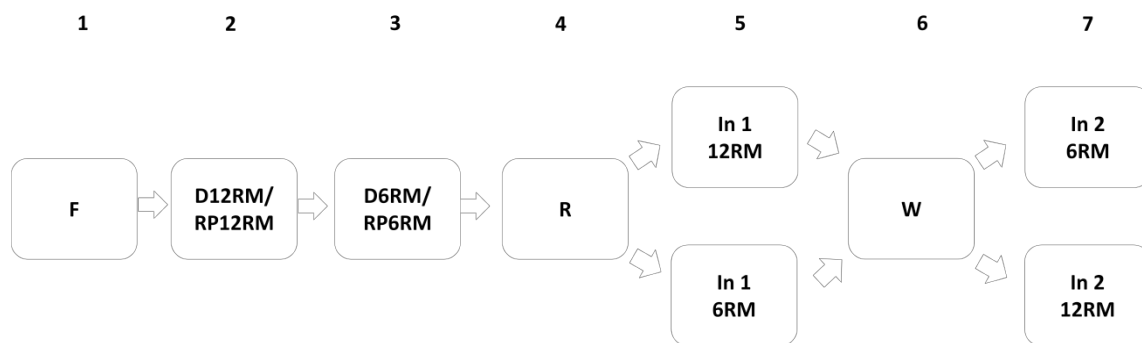 1 2 3 4 5 6 7
F
D12RM/
RP12RM
D6RM/
RP6RM
R
In 1
12RM
In 1
6RM
W
In 2
6RM
In 2
12RM